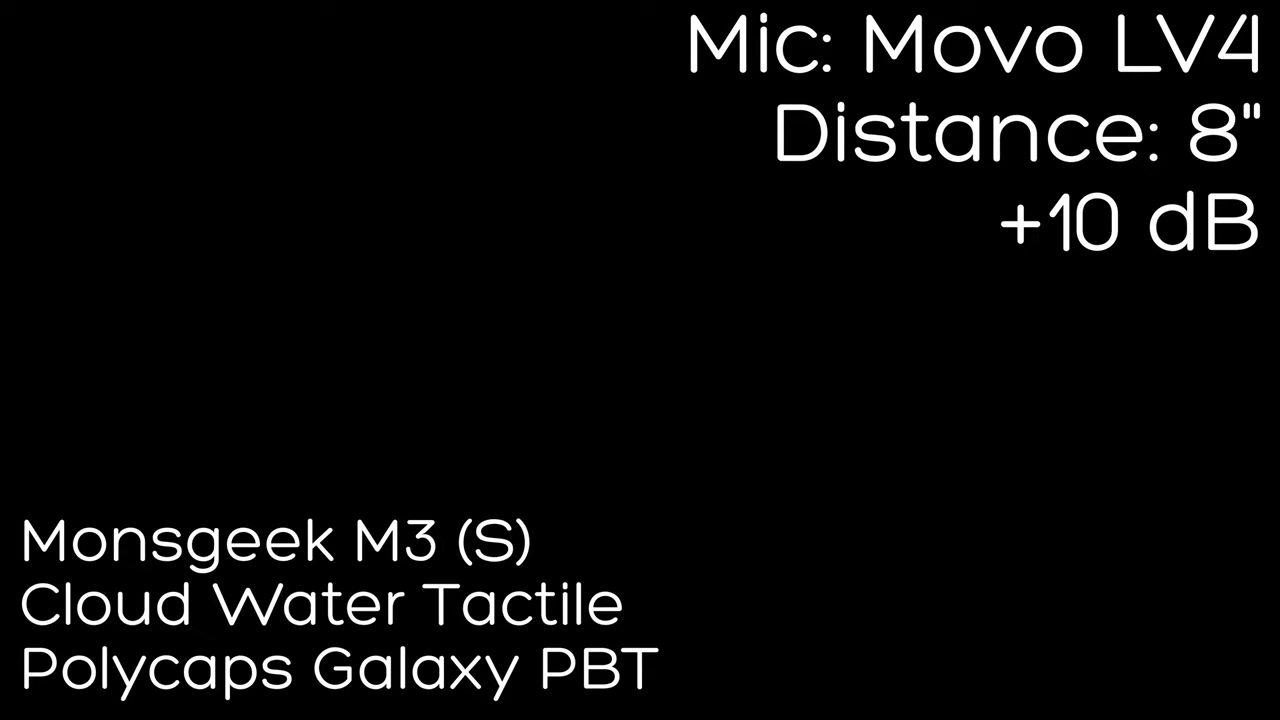 Mic: Movo LV4
Distance: 8"
+10 dB
Monsgeek M3 (S)
Cloud Water Tactile
Polycaps Galaxy PBT